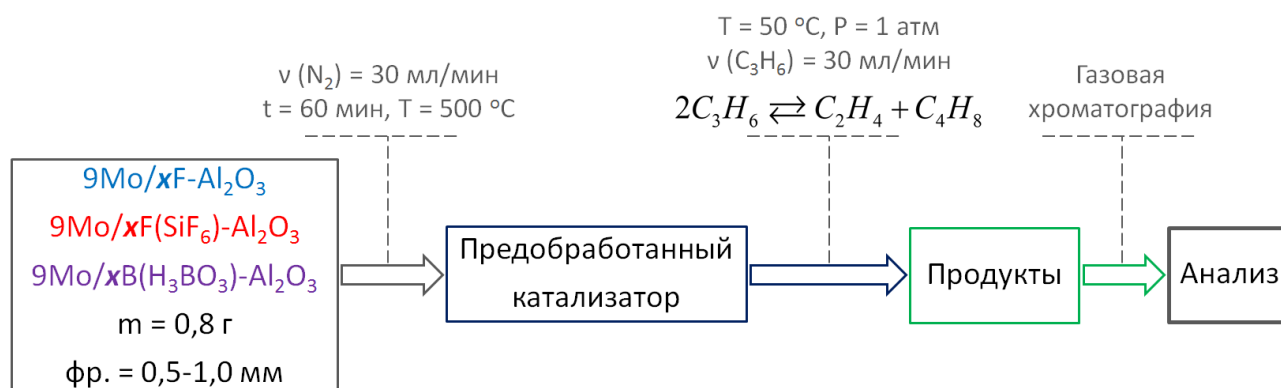 T = 50 °C, P = 1 атм
ν (C₃H₆) = 30 мл/мин
2C₃H₆ ⇄ C₂H₄ + C₄H₈
ν (N₂) = 30 мл/мин
t = 60 мин, T = 500 °C
Газовая
хроматография
9Mo/xF-Al₂O₃
9Mo/xF(SiF₆)-Al₂O₃
9Mo/xB(H₃BO₃)-Al₂O₃
m = 0,8 г
фр. = 0,5-1,0 мм
Предобработанный
катализатор
Продукты
Анализ